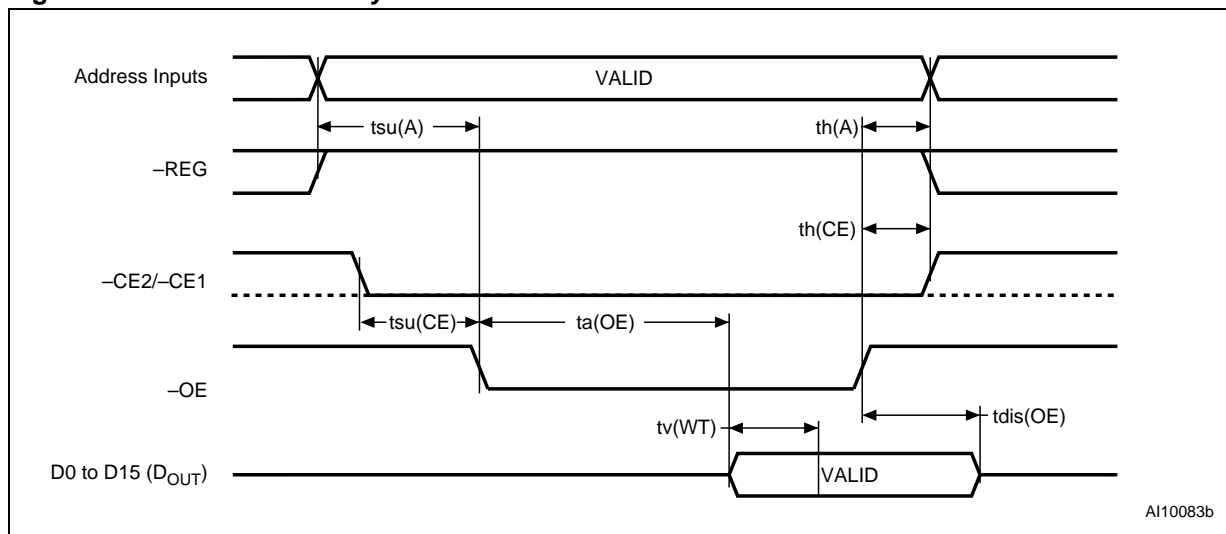 Address Inputs
VALID
tsu(A)
th(A)
–REG
th(CE)
–CE2/–CE1
tsu(CE)
ta(OE)
–OE
tv(WT)
tdis(OE)
D0 to D15 (DOUT)
VALID
AI10083b